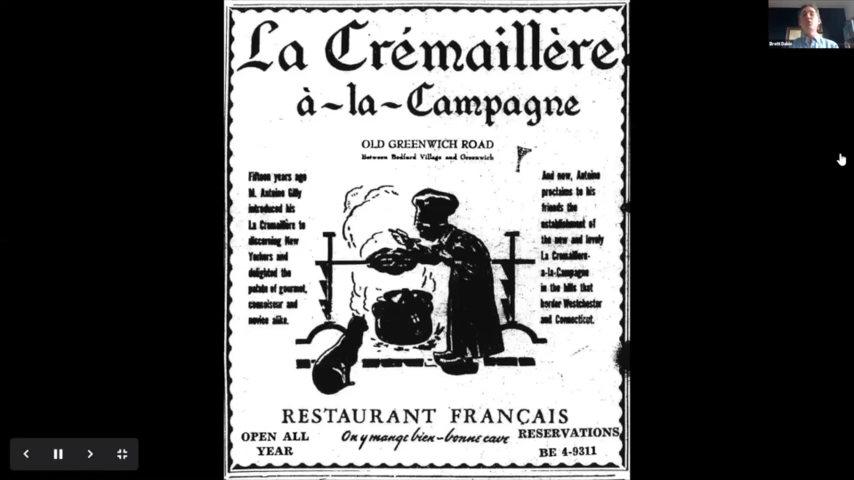 La Crémaillère
à-la-Campagne
OLD GREENWICH ROAD
Between Bedford Village and Greenwich
Fifteen years ago
M. Antoine Gilly
introduced his
La Cremaillere to
discerning New
Yorkers and
delighted the
palate of gourmet,
connoiseur and
novice alike.
And now, Antoine
proclaims to his
friends the
establishment of
the new and lovely
La Cremaillere-
a-la-Campagne
in the hills that
border Westchester
and Connecticut.
RESTAURANT FRANÇAIS
OPEN ALL
YEAR
On y mange bien-bonne cave
RESERVATIONS
BE 4-9311